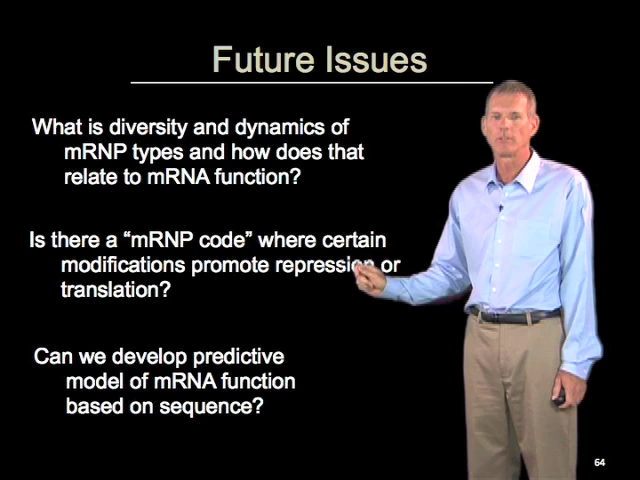 Future Issues
What is diversity and dynamics of
mRNP types and how does that
relate to mRNA function?
Is there a “mRNP code” where certain
modifications promote repression or
translation?
Can we develop predictive
model of mRNA function
based on sequence?
64